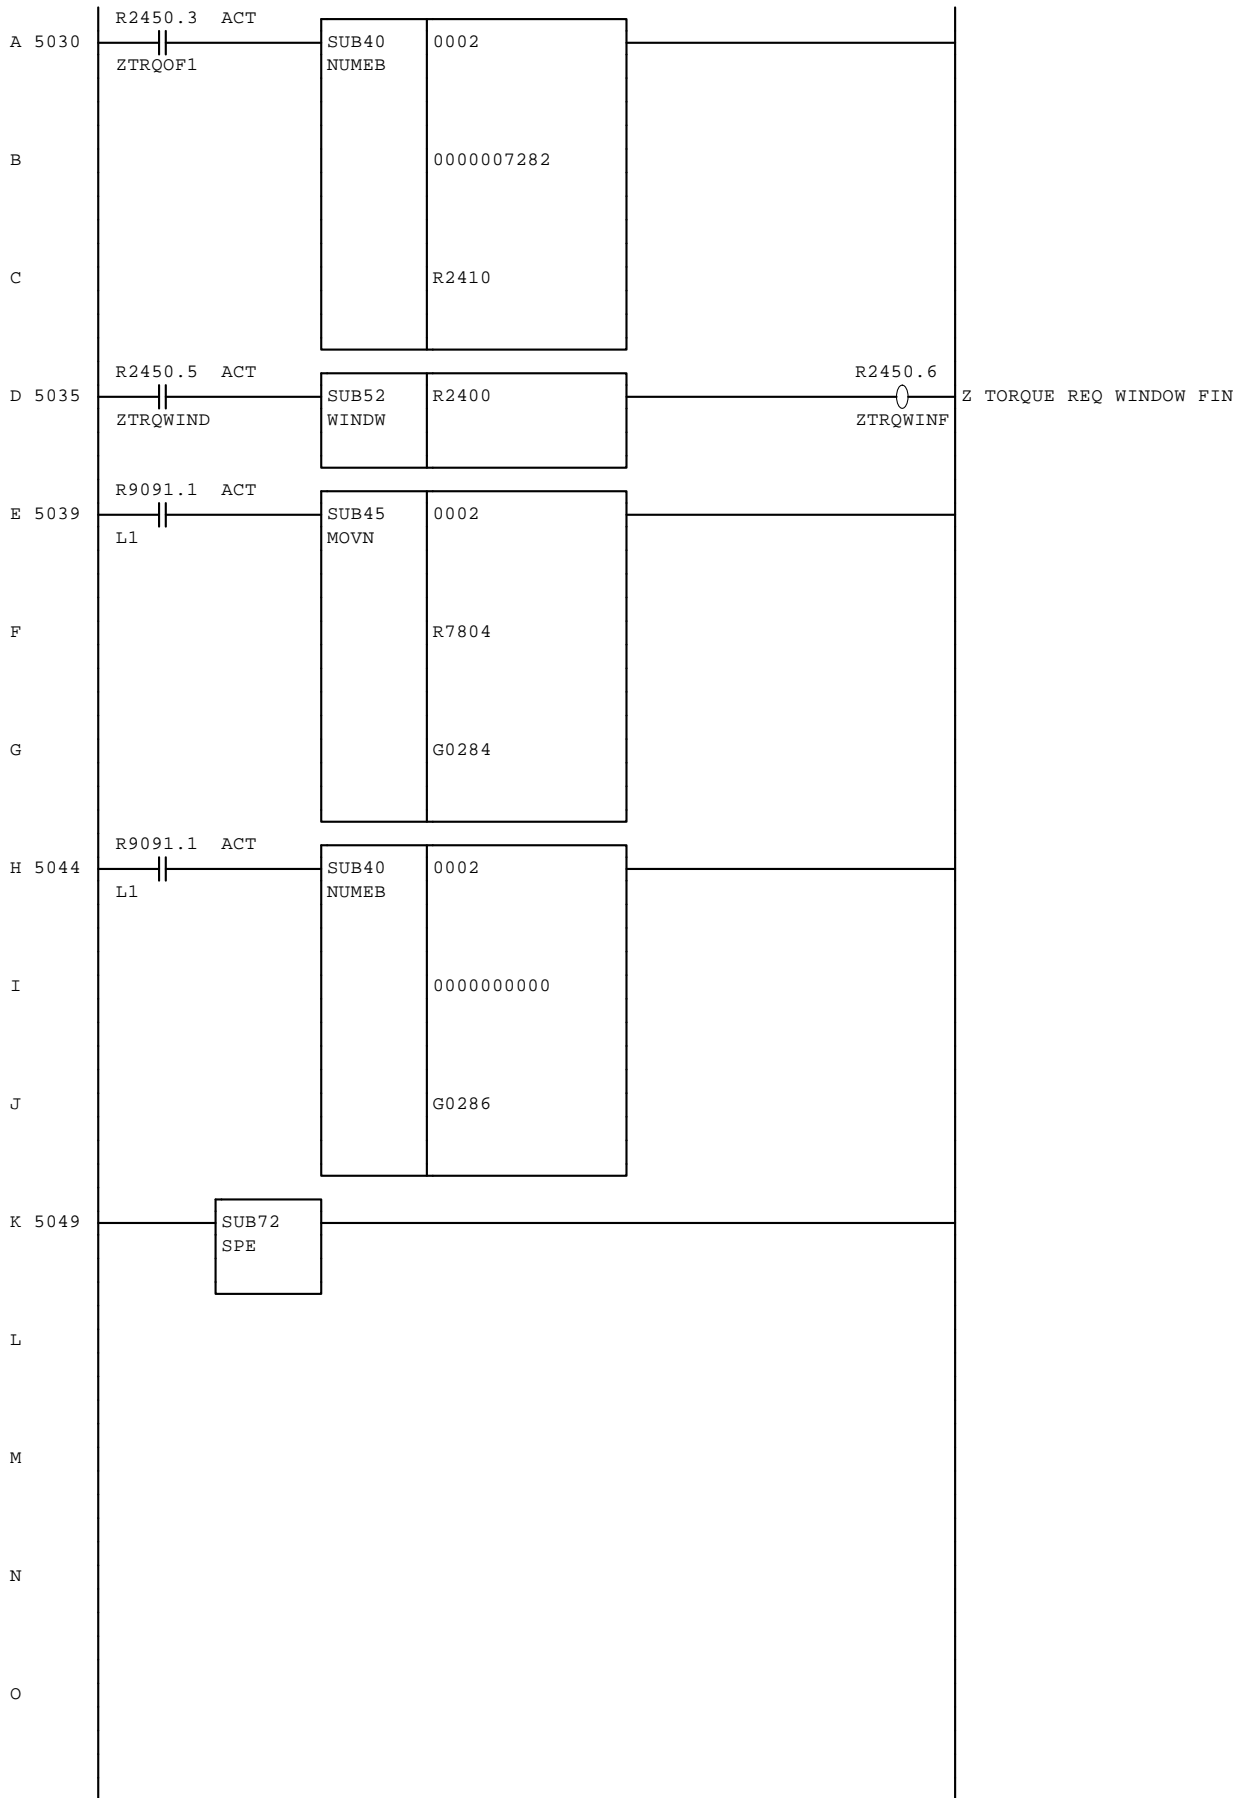 R2450.3 ACT
A 5030 SUB40 0002
ZTRQOF1 NUMEB
B 0000007282
C R2410
R2450.5 ACT R2450.6
D 5035 SUB52 R2400 Z TORQUE REQ WINDOW FIN
ZTRQWIND WINDW ZTRQWINF
R9091.1 ACT
E 5039 SUB45 0002
L1 MOVN
F R7804
G G0284
R9091.1 ACT
H 5044 SUB40 0002
L1 NUMEB
I 0000000000
J G0286
K 5049 SUB72
SPE
L
M
N
O